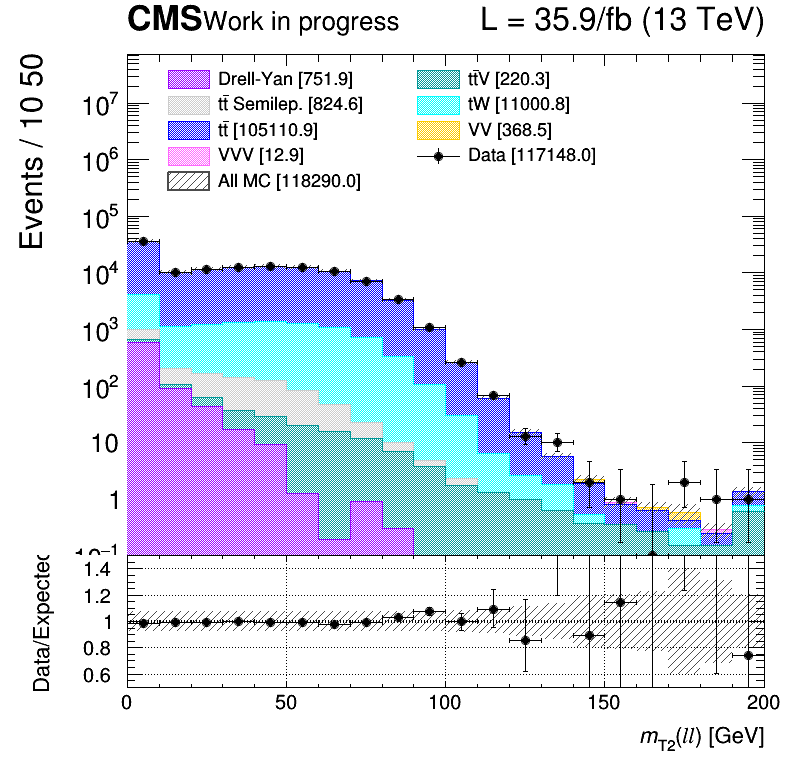 CMS Work in progress L = 35.9/fb (13 TeV)
Events / 10 50
Drell-Yan [751.9]
tt̄ Semilep. [824.6]
tt̄ [105110.9]
VVV [12.9]
All MC [118290.0]
tt̄V [220.3]
tW [11000.8]
VV [368.5]
Data [117148.0]
10⁷
10⁶
10⁵
10⁴
10³
10²
10
1
10⁻¹
Data/Expected
1.4
1.2
1
0.8
0.6
0 50 100 150 200
m_T2(ll) [GeV]